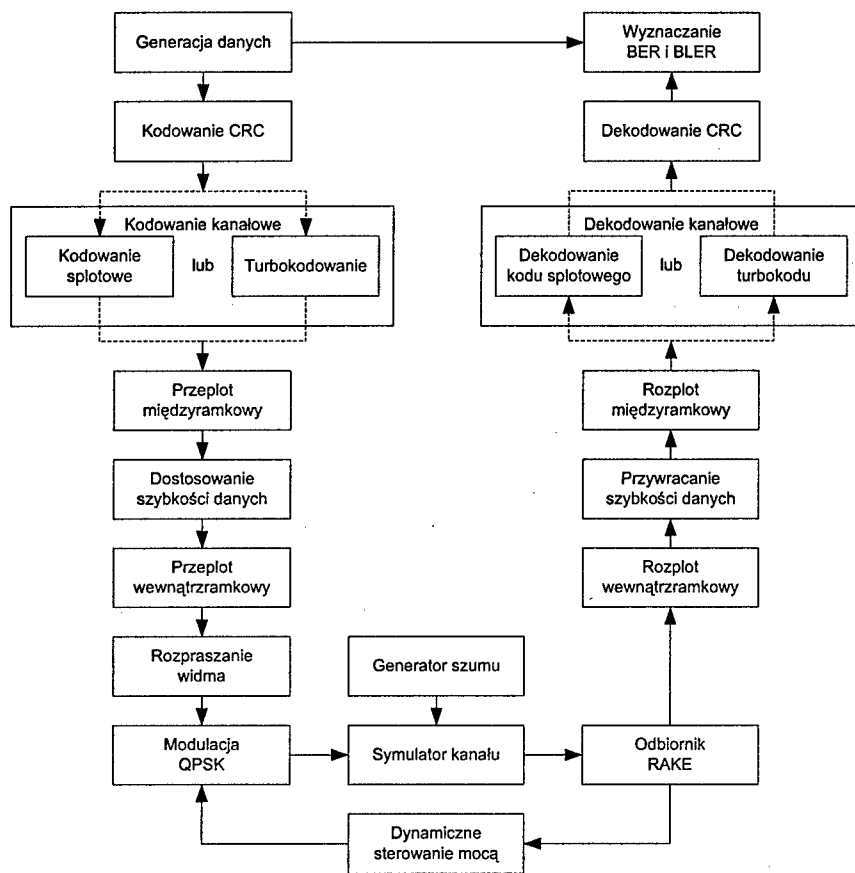 Generacja danych
Wyznaczanie
BER i BLER
Kodowanie CRC
Dekodowanie CRC
Kodowanie kanałowe
Kodowanie
splotowe
lub
Turbokodowanie
Dekodowanie kanałowe
Dekodowanie
kodu splotowego
lub
Dekodowanie
turbokodu
Przeplot
międzyramkowy
Rozplot
międzyramkowy
Dostosowanie
szybkości danych
Przywracanie
szybkości danych
Przeplot
wewnątrzramkowy
Rozplot
wewnątrzramkowy
Rozpraszanie
widma
Generator szumu
Modulacja
QPSK
Symulator kanału
Odbiornik
RAKE
Dynamiczne
sterowanie mocą